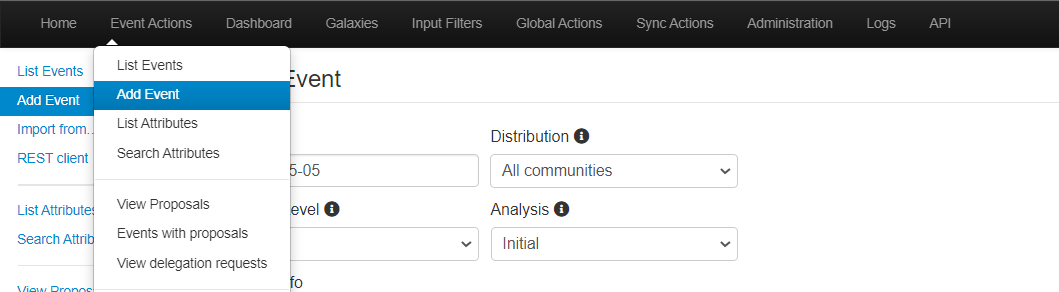 Home Event Actions Dashboard Galaxies Input Filters Global Actions Sync Actions Administration Logs API
List Events
Add Event
Import from..
REST client
List Attributes
Search Attrib
View Propos
List Events
Add Event
List Attributes
Search Attributes
View Proposals
Events with proposals
View delegation requests
Event
Distribution
5-05
All communities
evel
Analysis
Initial
fo